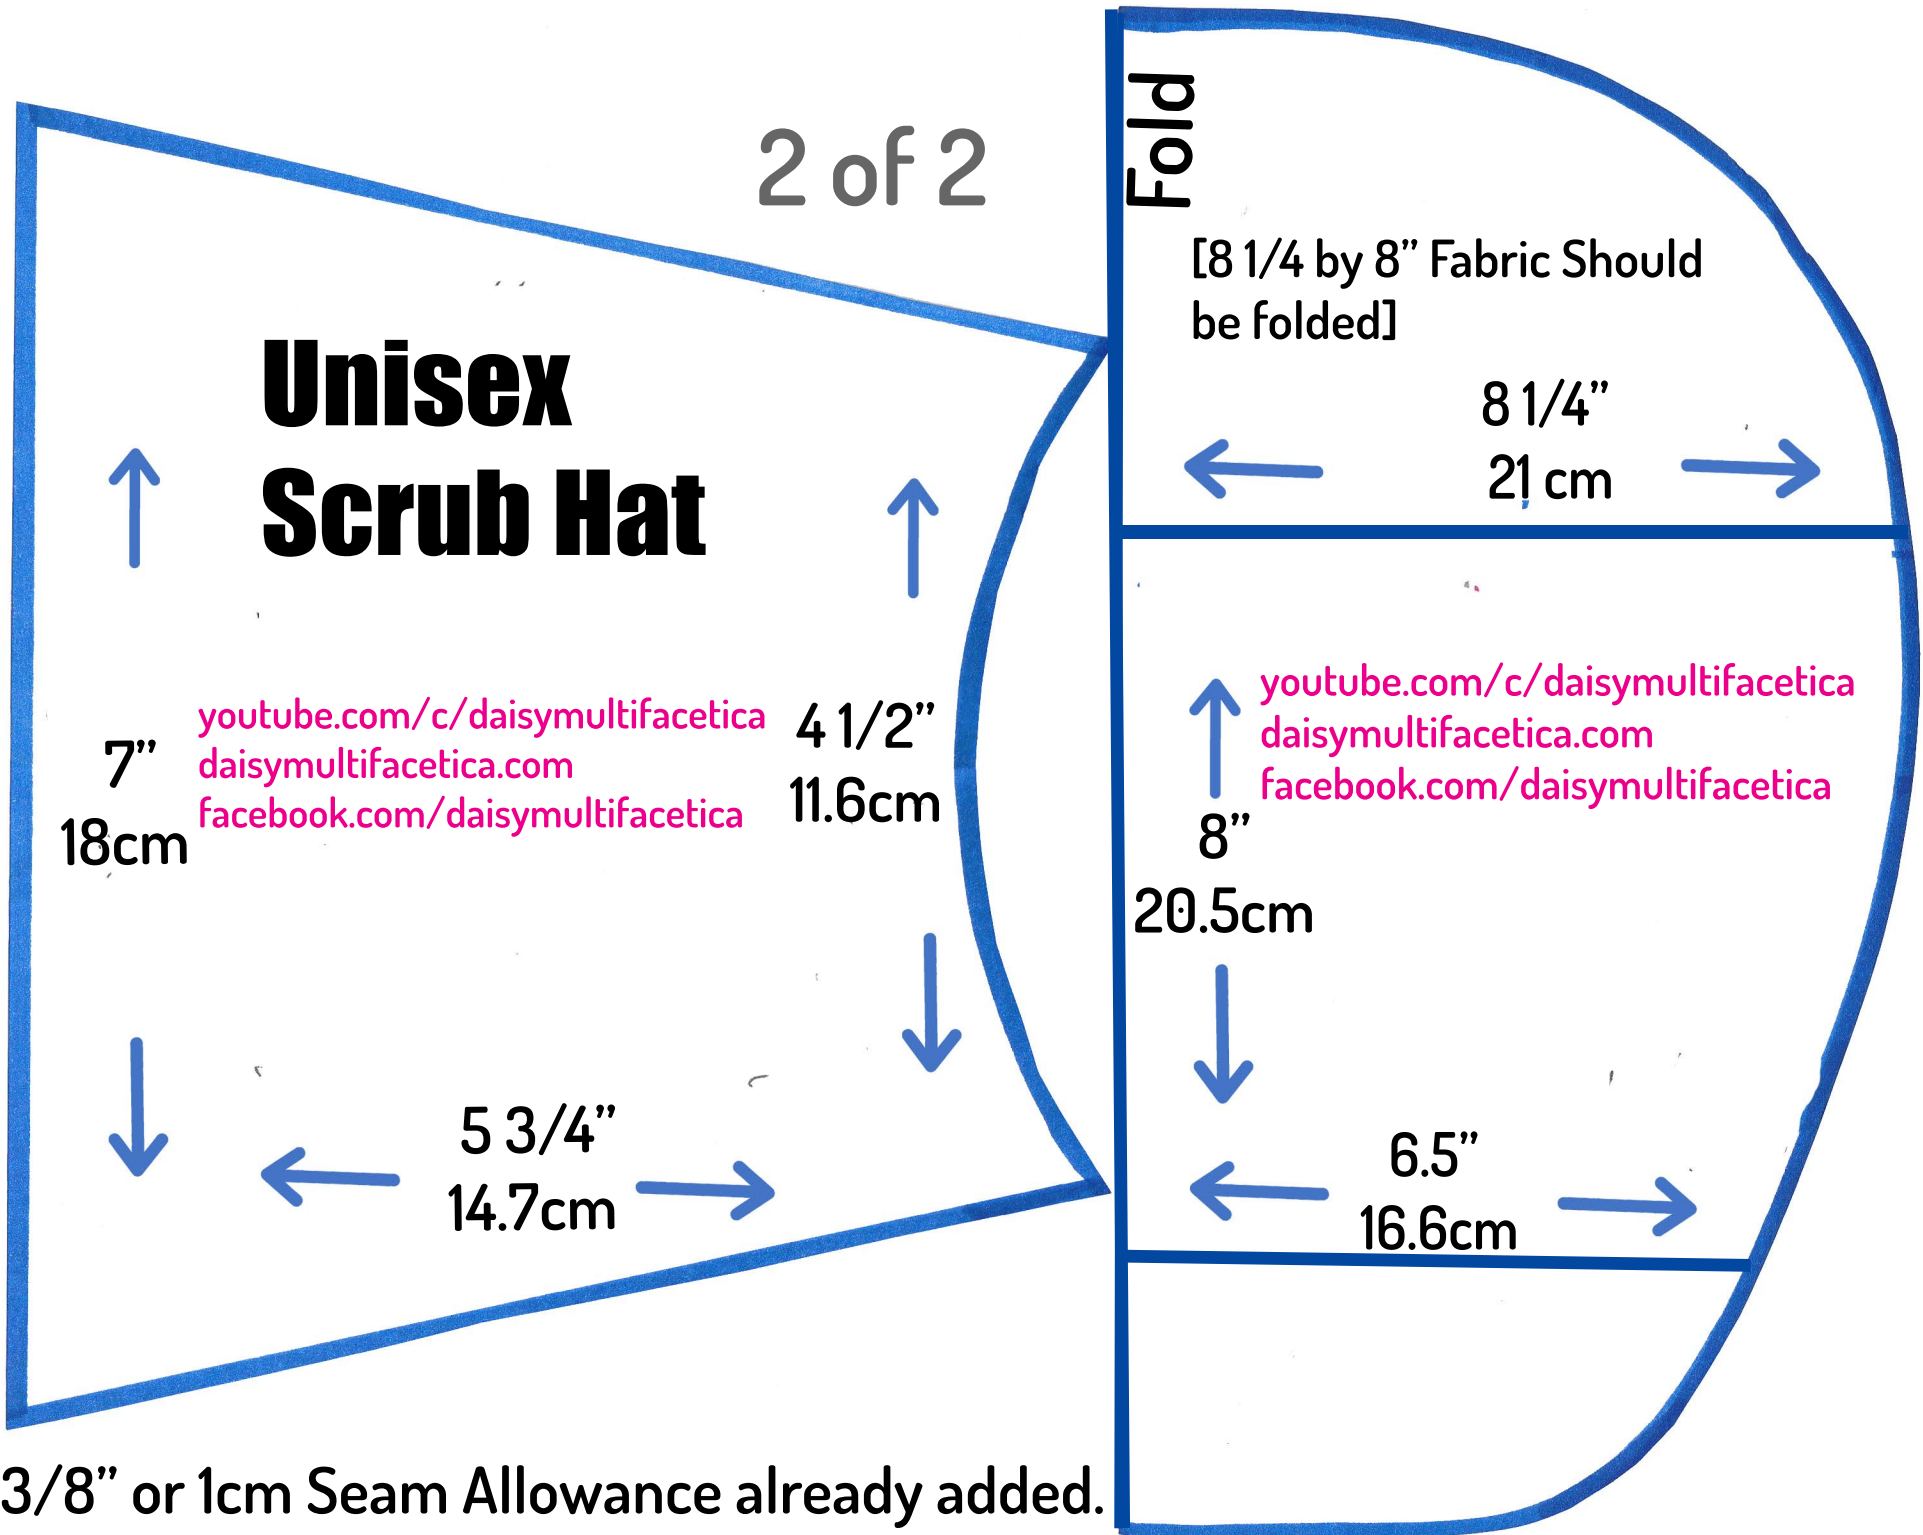 2 of 2
Unisex
Scrub Hat
7”
18cm
youtube.com/c/daisymultifacetica
daisymultifacetica.com
facebook.com/daisymultifacetica
4 1/2”
11.6cm
5 3/4”
14.7cm
3/8” or 1cm Seam Allowance already added.
Fold
[8 1/4 by 8” Fabric Should
be folded]
8 1/4”
21 cm
youtube.com/c/daisymultifacetica
daisymultifacetica.com
facebook.com/daisymultifacetica
8”
20.5cm
6.5”
16.6cm